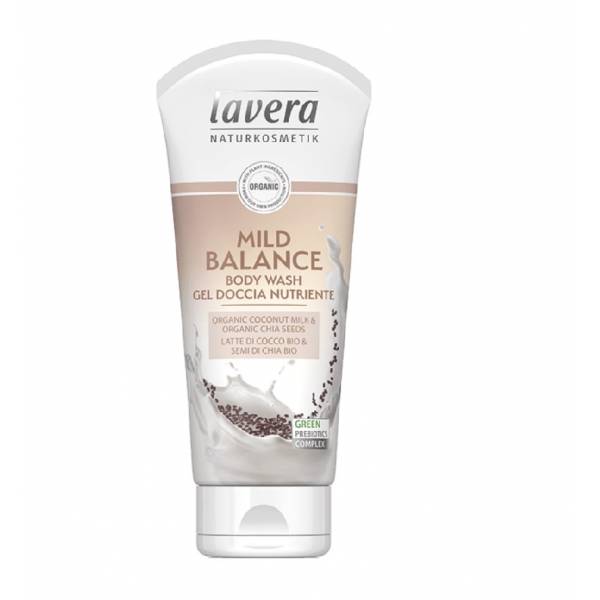 lavera
NATURKOSMETIK
ORGANIC
MILD
BALANCE
BODY WASH
GEL DOCCIA NUTRIENTE
ORGANIC COCONUT MILK &
ORGANIC CHIA SEEDS
LATTE DI COCCO BIO &
SEMI DI CHIA BIO
GREEN
PREBIOTICS
COMPLEX